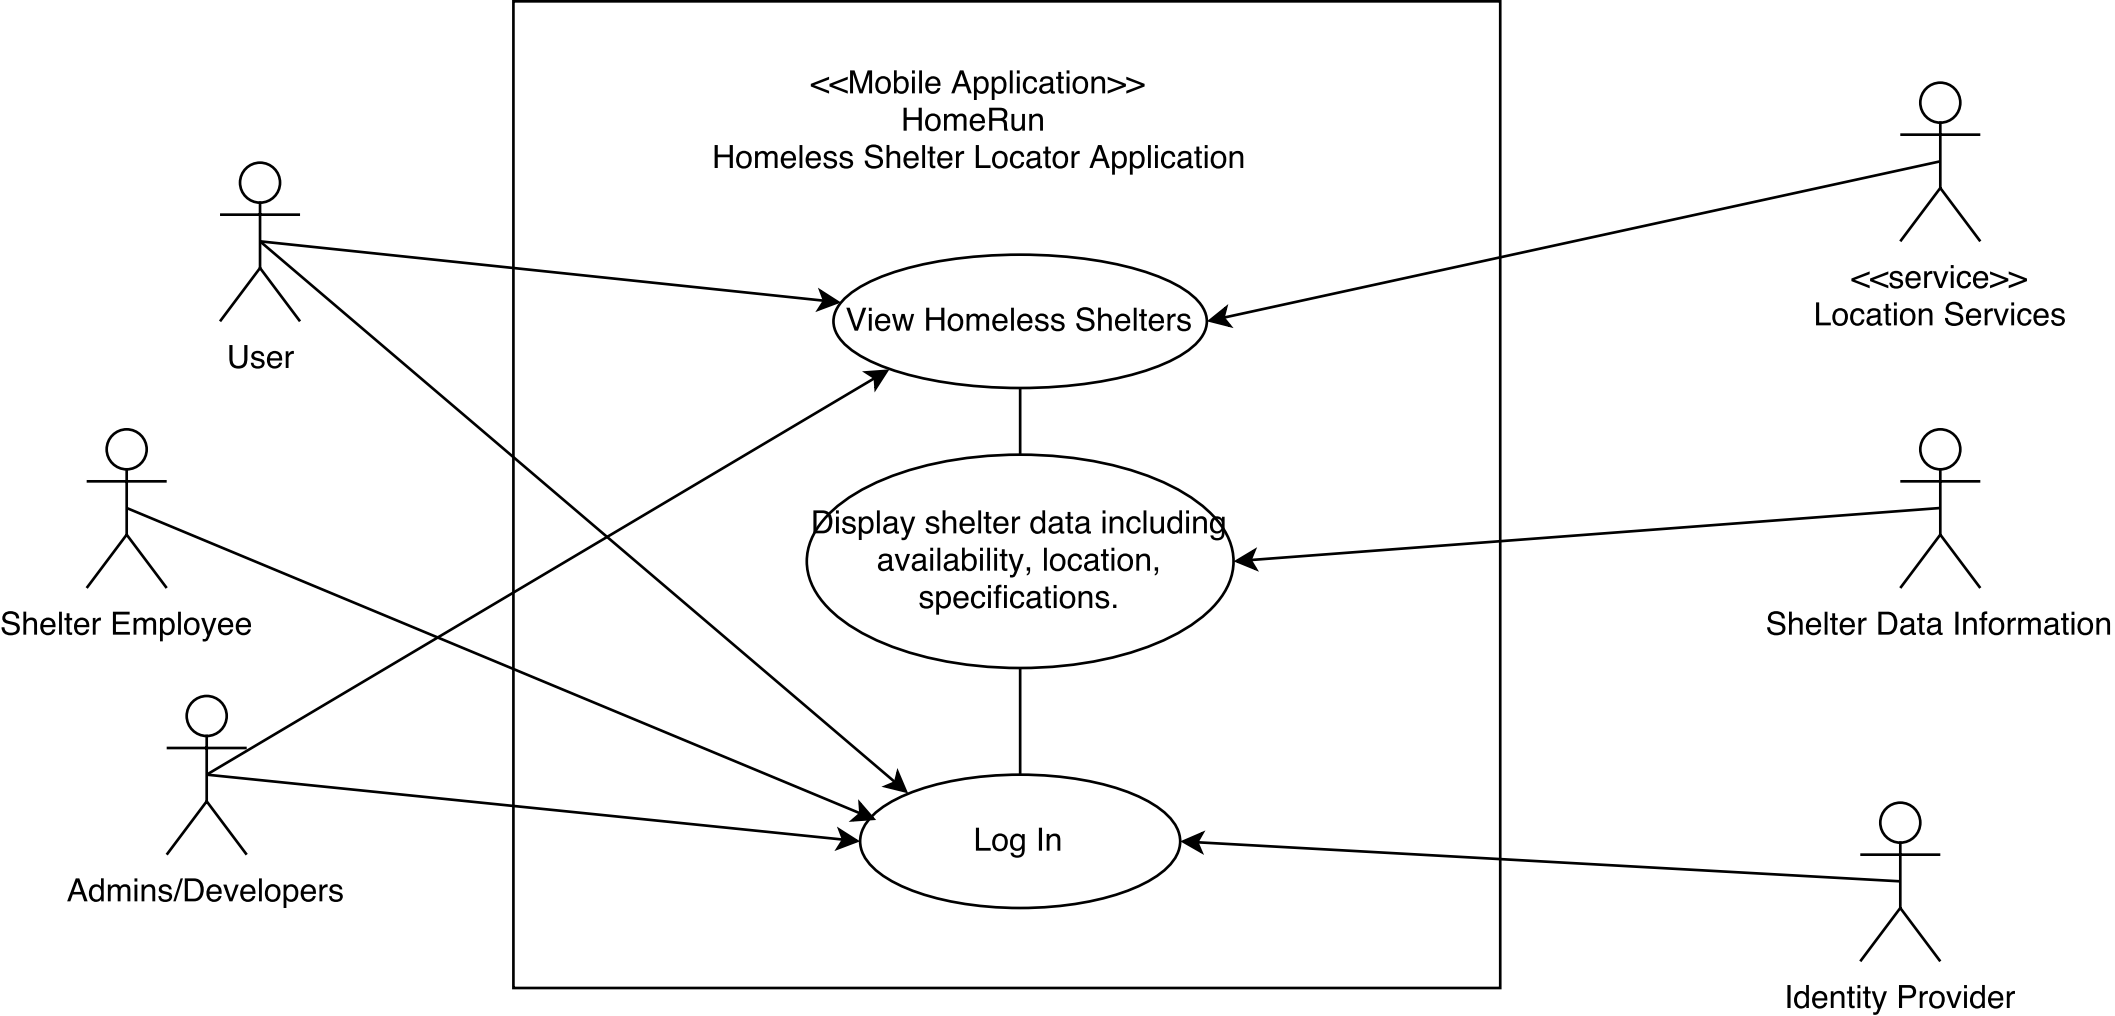 <<Mobile Application>>
HomeRun
Homeless Shelter Locator Application
User
Shelter Employee
Admins/Developers
View Homeless Shelters
Display shelter data including
availability, location,
specifications.
Log In
<<service>>
Location Services
Shelter Data Information
Identity Provider